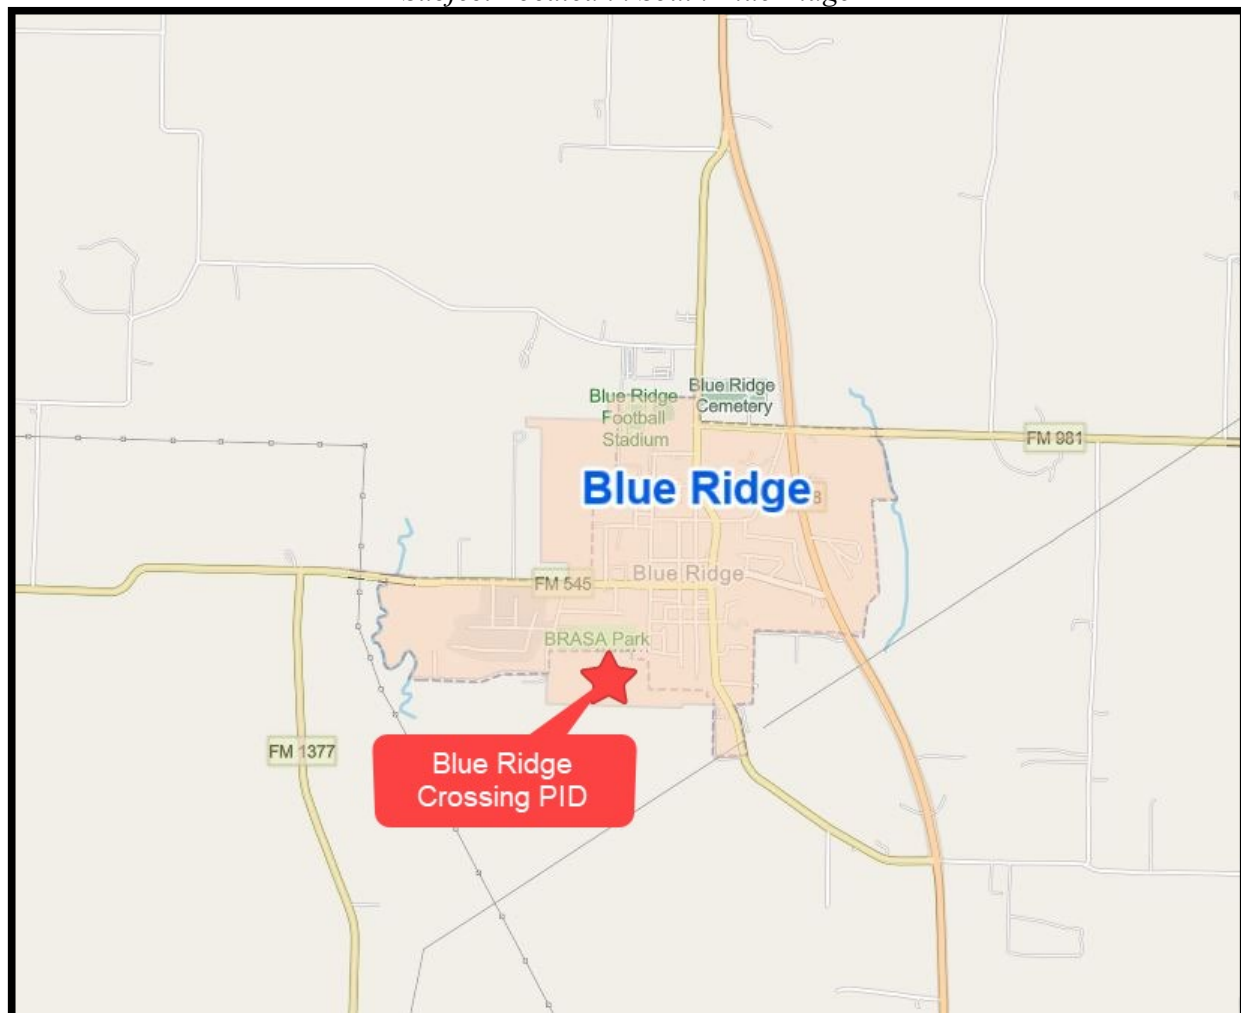 Blue Ridge
Football
Stadium
Blue Ridge
Cemetery
FM 981
Blue Ridge
8
FM 545
Blue Ridge
BRASA Park
FM 1377
Blue Ridge
Crossing PID